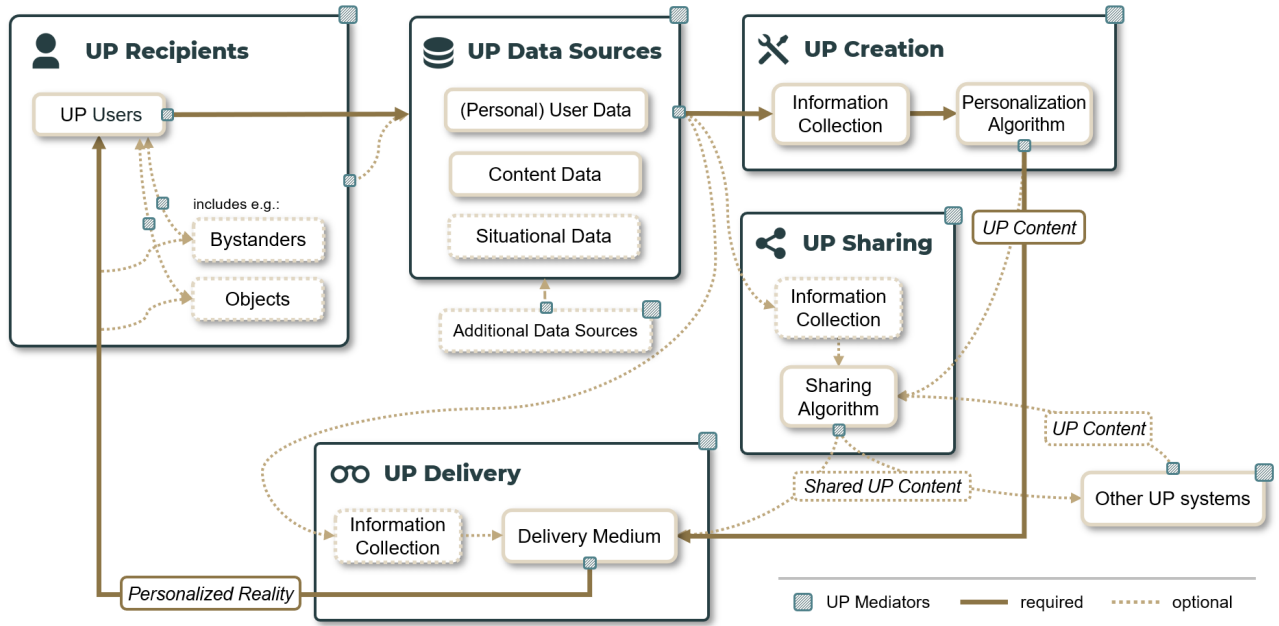 UP Recipients
UP Users
includes e.g.:
Bystanders
Objects
UP Data Sources
(Personal) User Data
Content Data
Situational Data
Additional Data Sources
UP Creation
Information
Collection
Personalization
Algorithm
UP Content
UP Sharing
Information
Collection
Sharing
Algorithm
UP Content
Shared UP Content
Other UP systems
UP Delivery
Information
Collection
Delivery Medium
Personalized Reality
UP Mediators
required
optional